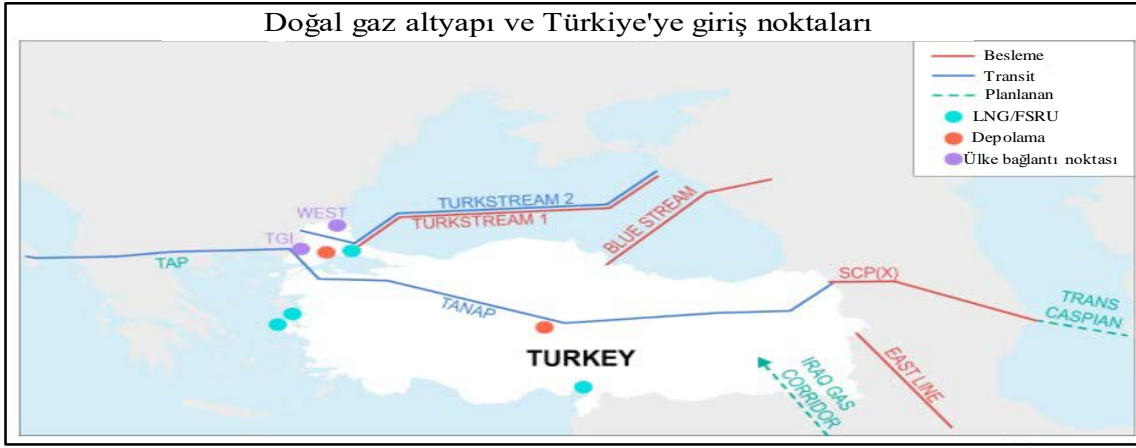 Doğal gaz altyapı ve Türkiye'ye giriş noktaları
Besleme
Transit
Planlanan
LNG/FSRU
Depolama
Ülke bağlantı noktası
TURKSTREAM 2
TURKSTREAM 1
BLUE STREAM
WEST
TGI
TAP
TANAP
SCP(X)
TRANS
CASPIAN
TURKEY
EAST LINE
IRAQ GAS
CORRIDOR